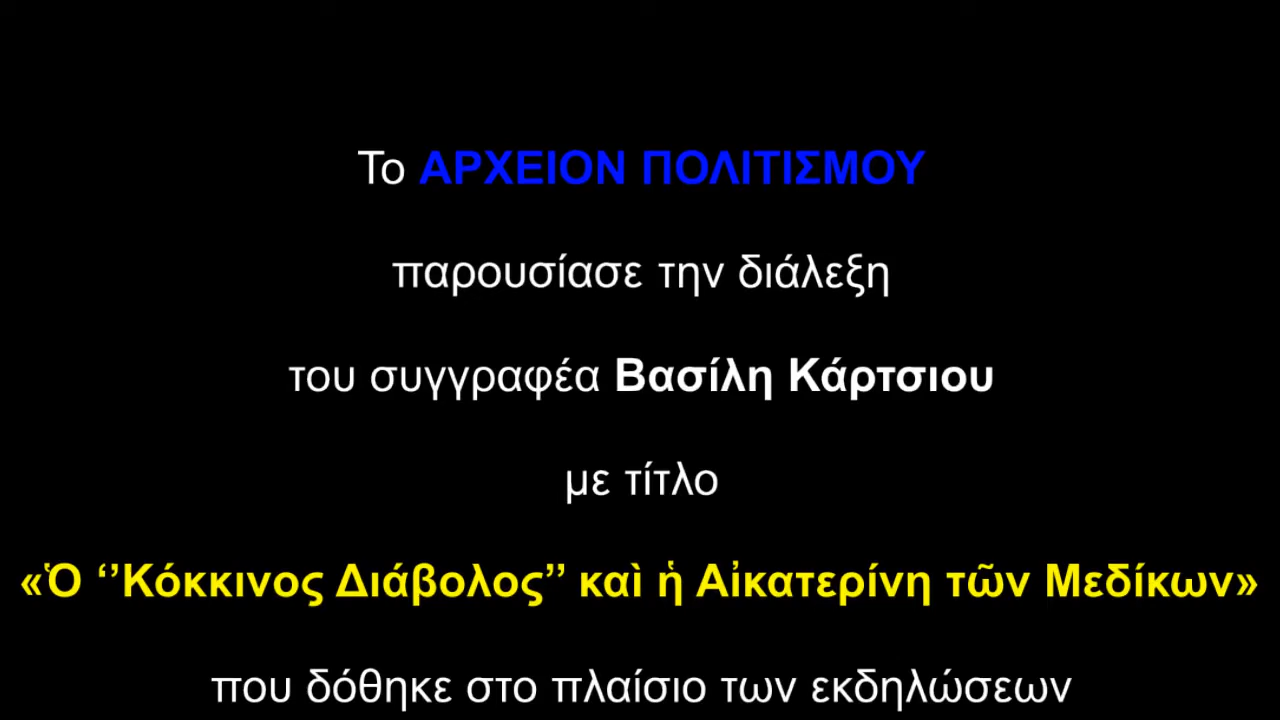 Το ΑΡΧΕΙΟΝ ΠΟΛΙΤΙΣΜΟΥ
παρουσίασε την διάλεξη
του συγγραφέα Βασίλη Κάρτσιου
με τίτλο
«Ὁ ‘’Κόκκινος Διάβολος’’ καὶ ἡ Αἰκατερίνη τῶν Μεδίκων»
που δόθηκε στο πλαίσιο των εκδηλώσεων